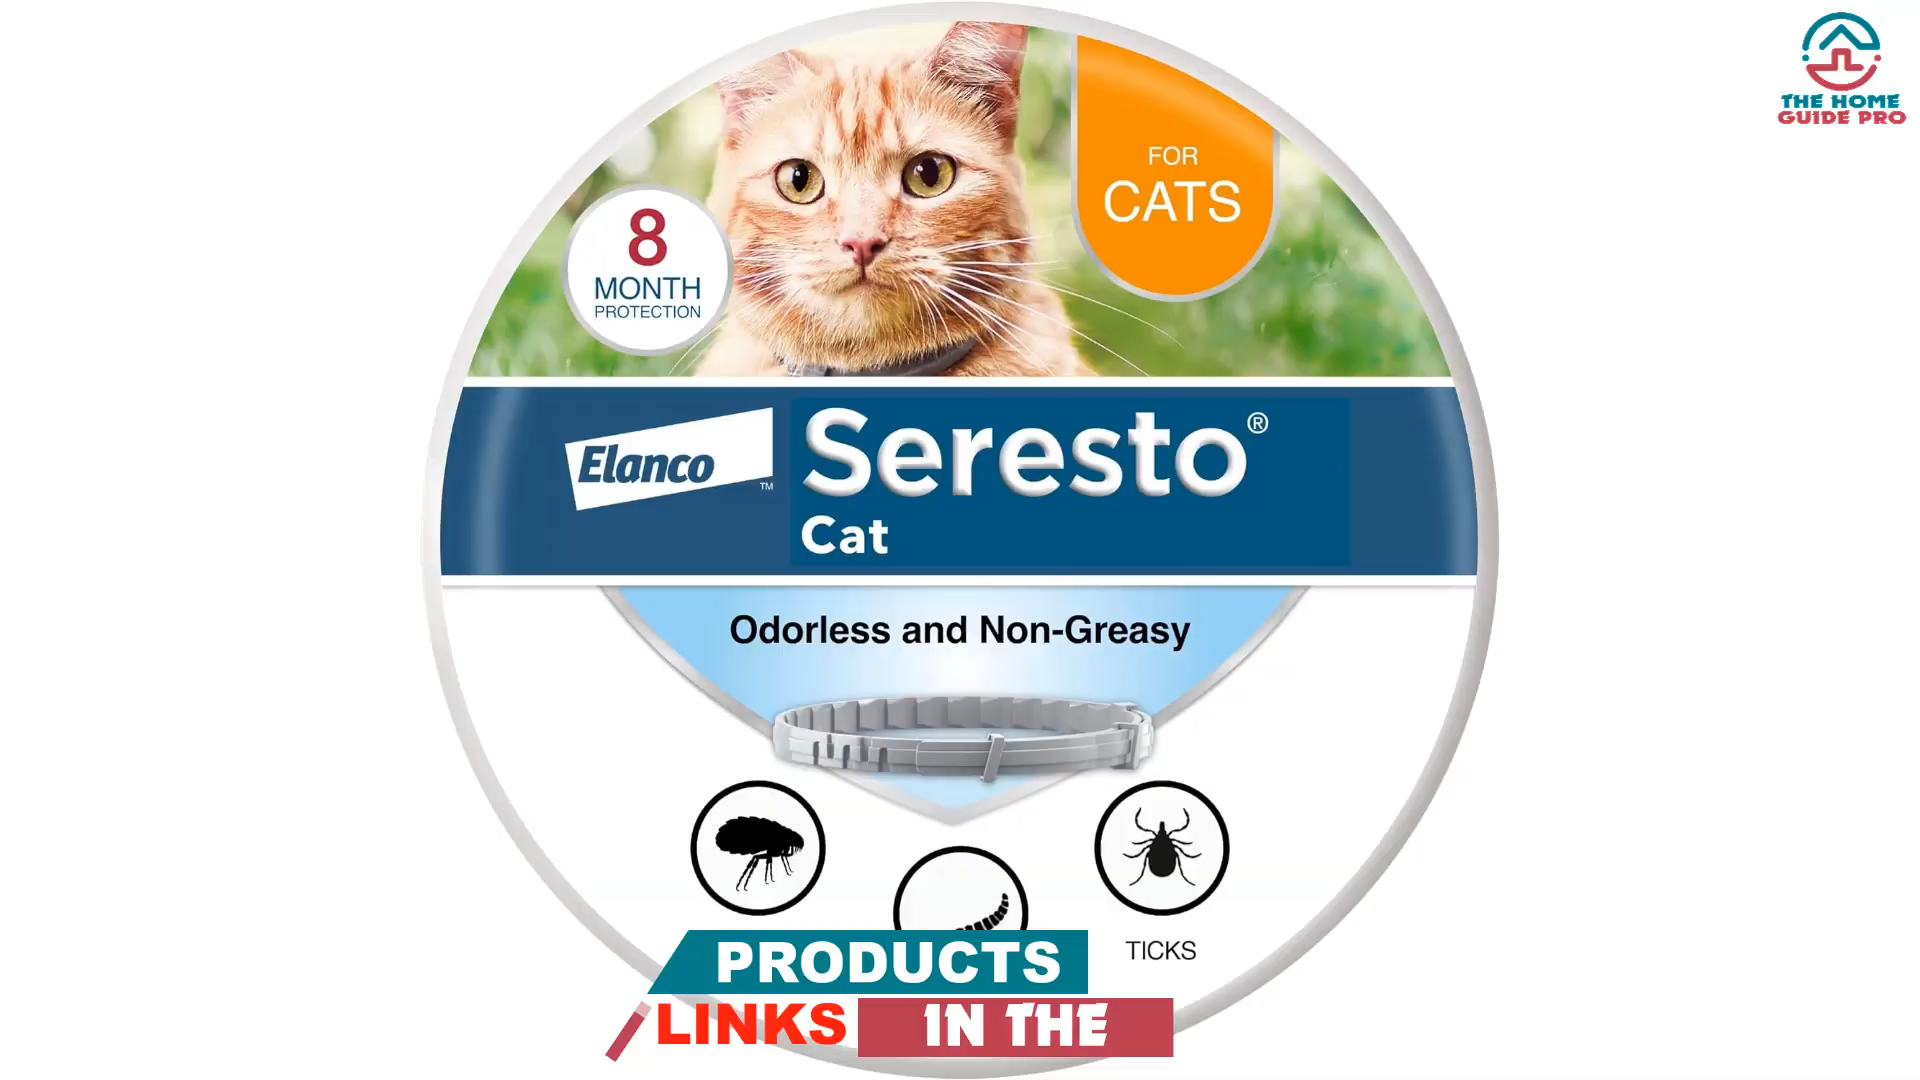 THE HOME
GUIDE PRO
FOR
CATS
8
MONTH
PROTECTION
Elanco
TM
Seresto®
Cat
Odorless and Non-Greasy
TICKS
PRODUCTS
LINKS IN THE